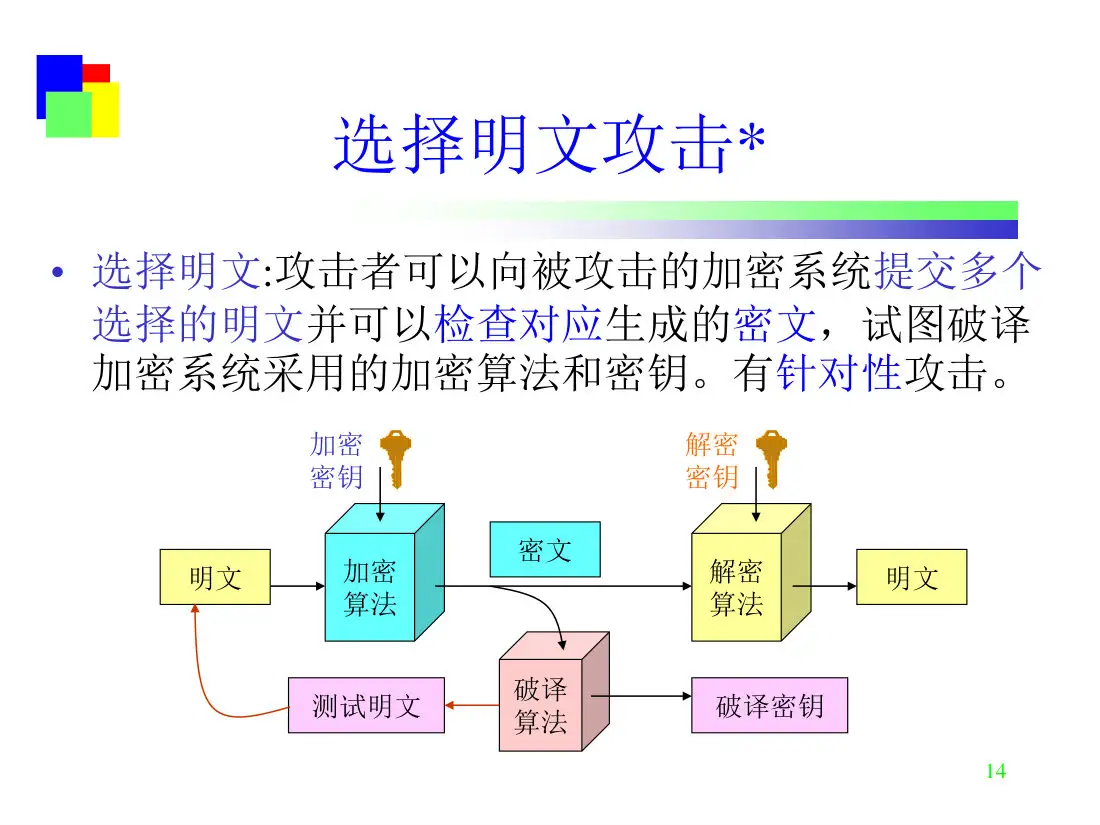 选择明文攻击*
• 选择明文:攻击者可以向被攻击的加密系统提交多个
选择的明文并可以检查对应生成的密文，试图破译
加密系统采用的加密算法和密钥。有针对性攻击。
加密
密钥
解密
密钥
明文
加密
算法
密文
解密
算法
明文
测试明文
破译
算法
破译密钥
14